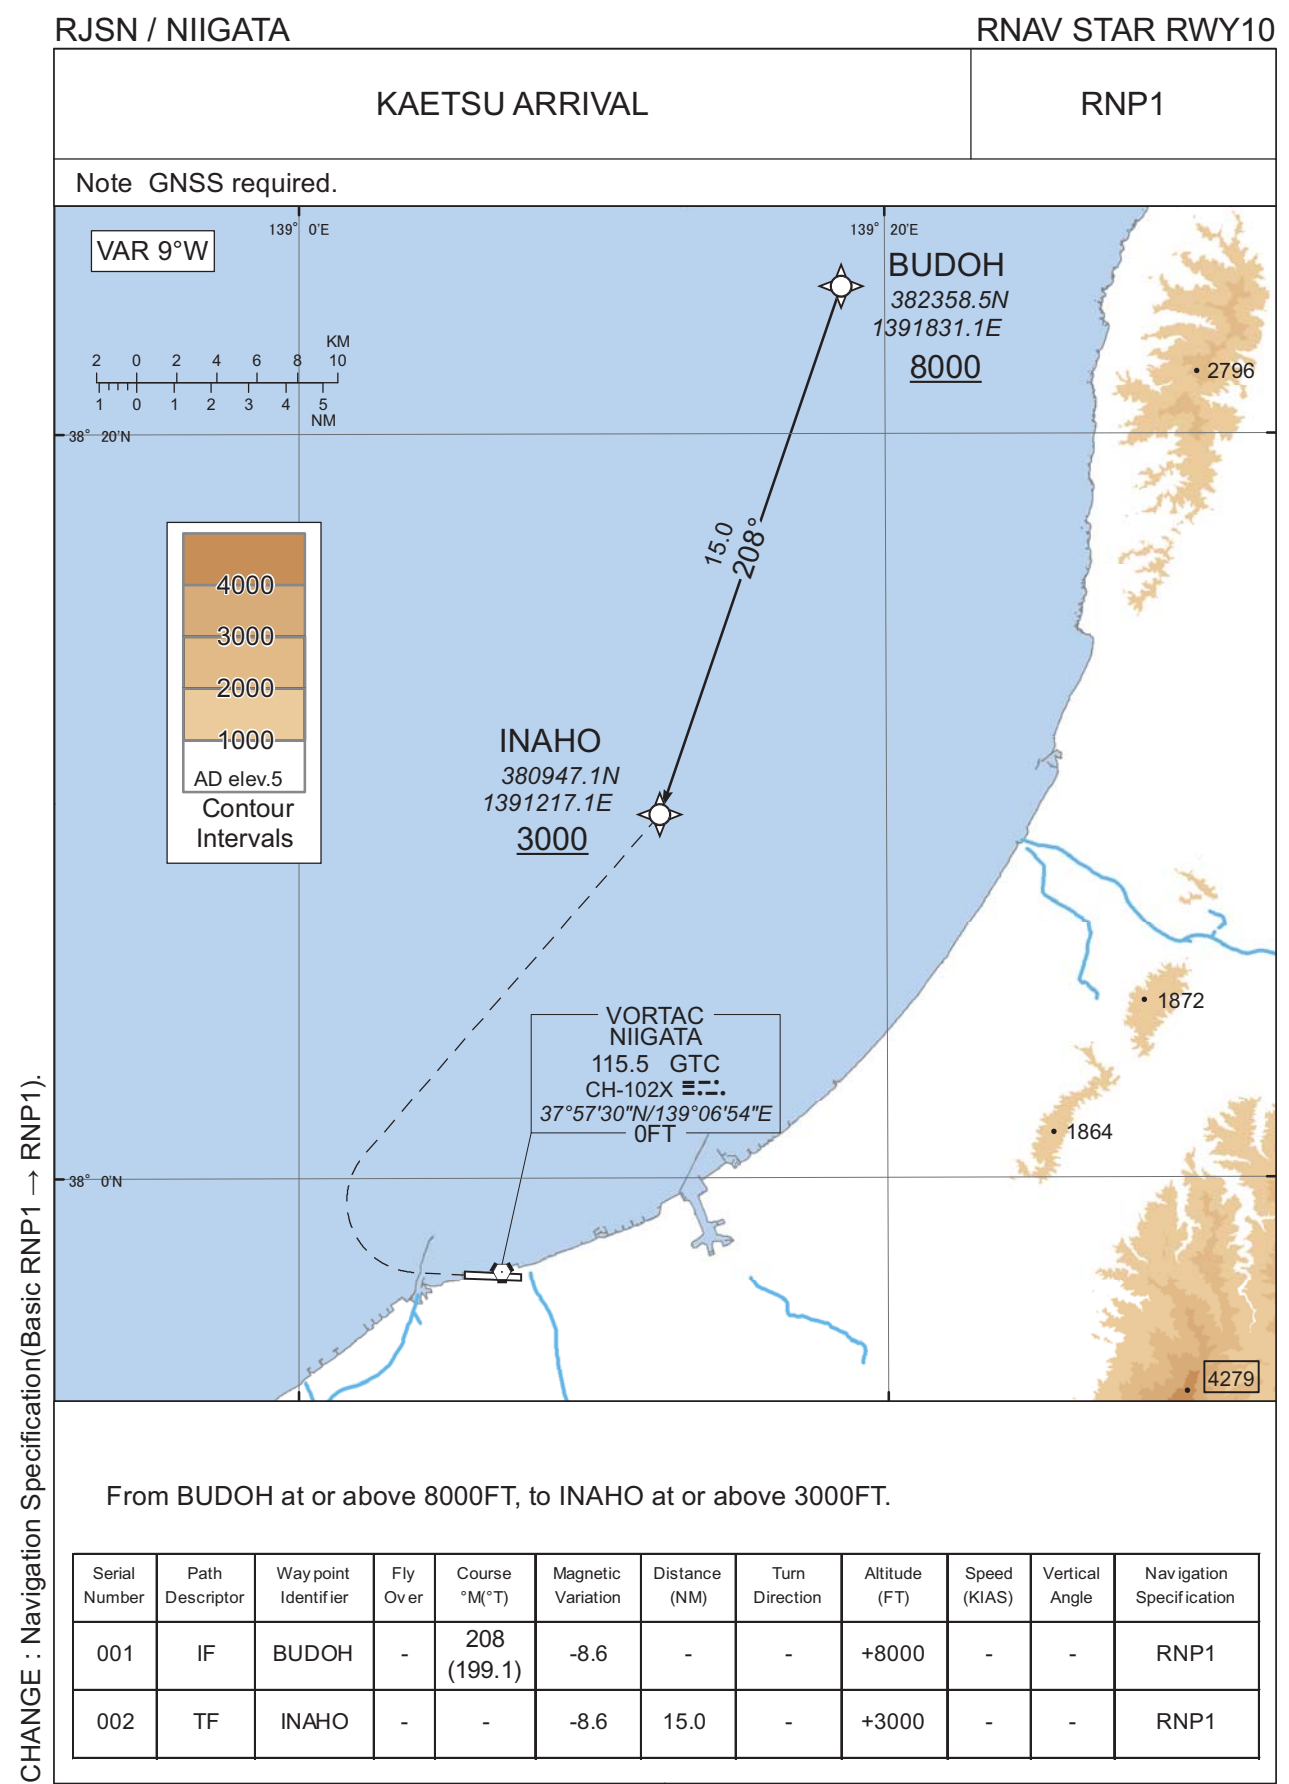 RJSN / NIIGATA
RNAV STAR RWY10
KAETSU ARRIVAL
RNP1
Note GNSS required.
139° 0'E
139° 20'E
VAR 9°W
BUDOH
382358.5N
1391831.1E
8000
KM
2 0 2 4 6 8 10
1 0 1 2 3 4 5
NM
2796
38° 20'N
15.0
208°
4000
3000
2000
1000
AD elev.5
Contour
Intervals
INAHO
380947.1N
1391217.1E
3000
VORTAC
NIIGATA
115.5 GTC
CH-102X
37°57'30"N/139°06'54"E
0FT
1872
1864
38° 0'N
4279
CHANGE : Navigation Specification(Basic RNP1 → RNP1).
From BUDOH at or above 8000FT, to INAHO at or above 3000FT.
Serial Number Path Descriptor Waypoint Identifier Fly Over Course °M(°T) Magnetic Variation Distance (NM) Turn Direction Altitude (FT) Speed (KIAS) Vertical Angle Navigation Specification
001 IF BUDOH - 208 (199.1) -8.6 - - +8000 - - RNP1
002 TF INAHO - - -8.6 15.0 - +3000 - - RNP1